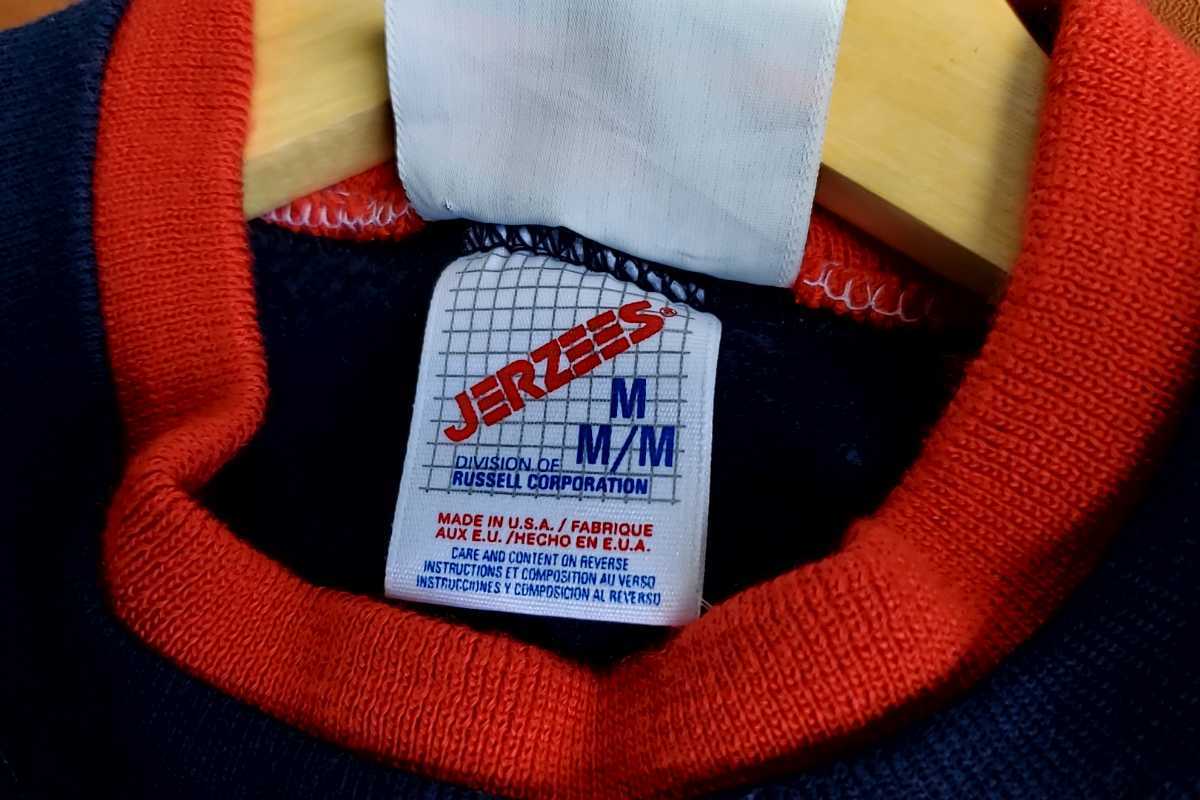 JERZEES®
M
M/M
DIVISION OF
RUSSELL CORPORATION
MADE IN U.S.A. / FABRIQUE
AUX E.U. /HECHO EN E.U.A.
CARE AND CONTENT ON REVERSE
INSTRUCTIONS ET COMPOSITION AU VERSO
INSTRUCCIONES Y COMPOSICION AL REVERSO